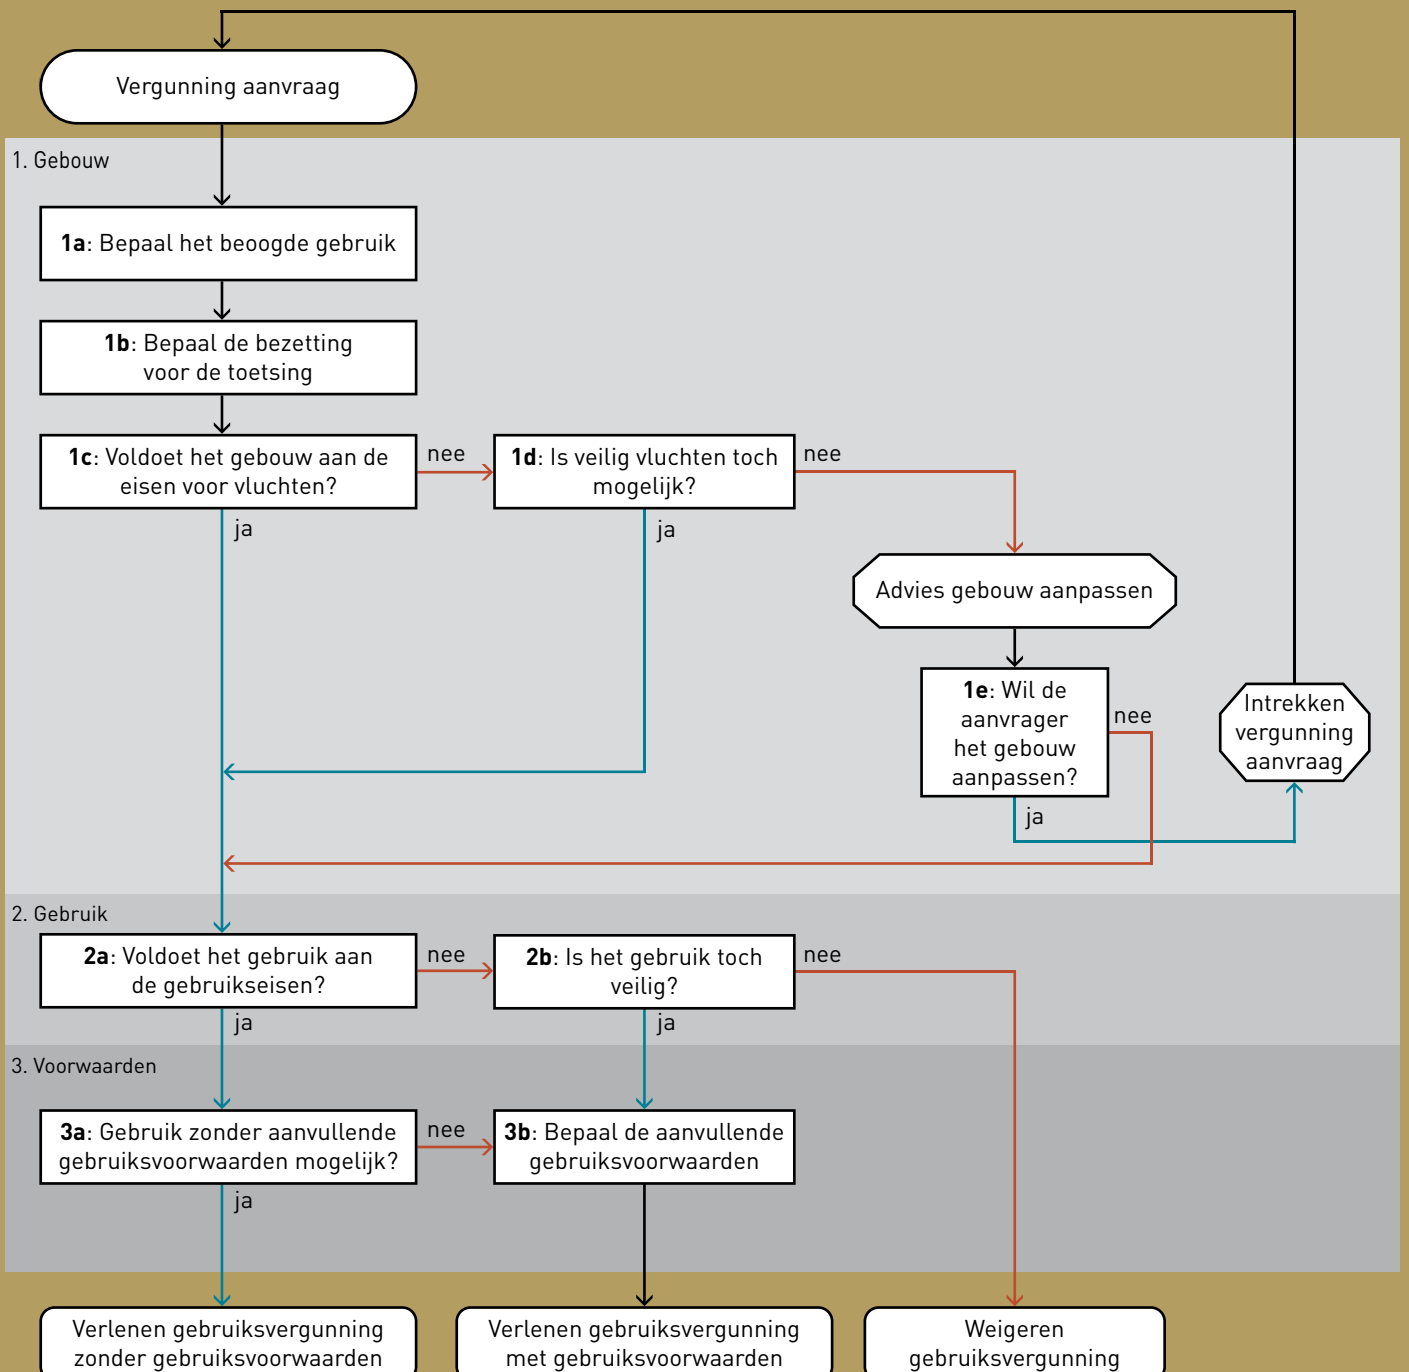 Vergunning aanvraag
1. Gebouw
1a: Bepaal het beoogde gebruik
1b: Bepaal de bezetting
voor de toetsing
1c: Voldoet het gebouw aan de
eisen voor vluchten?
nee
1d: Is veilig vluchten toch
mogelijk?
nee
ja
ja
Advies gebouw aanpassen
1e: Wil de
aanvrager
het gebouw
aanpassen?
nee
ja
Intrekken
vergunning
aanvraag
2. Gebruik
2a: Voldoet het gebruik aan
de gebruikseisen?
nee
2b: Is het gebruik toch
veilig?
nee
ja
ja
3. Voorwaarden
3a: Gebruik zonder aanvullende
gebruiksvoorwaarden mogelijk?
nee
3b: Bepaal de aanvullende
gebruiksvoorwaarden
ja
Verlenen gebruiksvergunning
zonder gebruiksvoorwaarden
Verlenen gebruiksvergunning
met gebruiksvoorwaarden
Weigeren
gebruiksvergunning